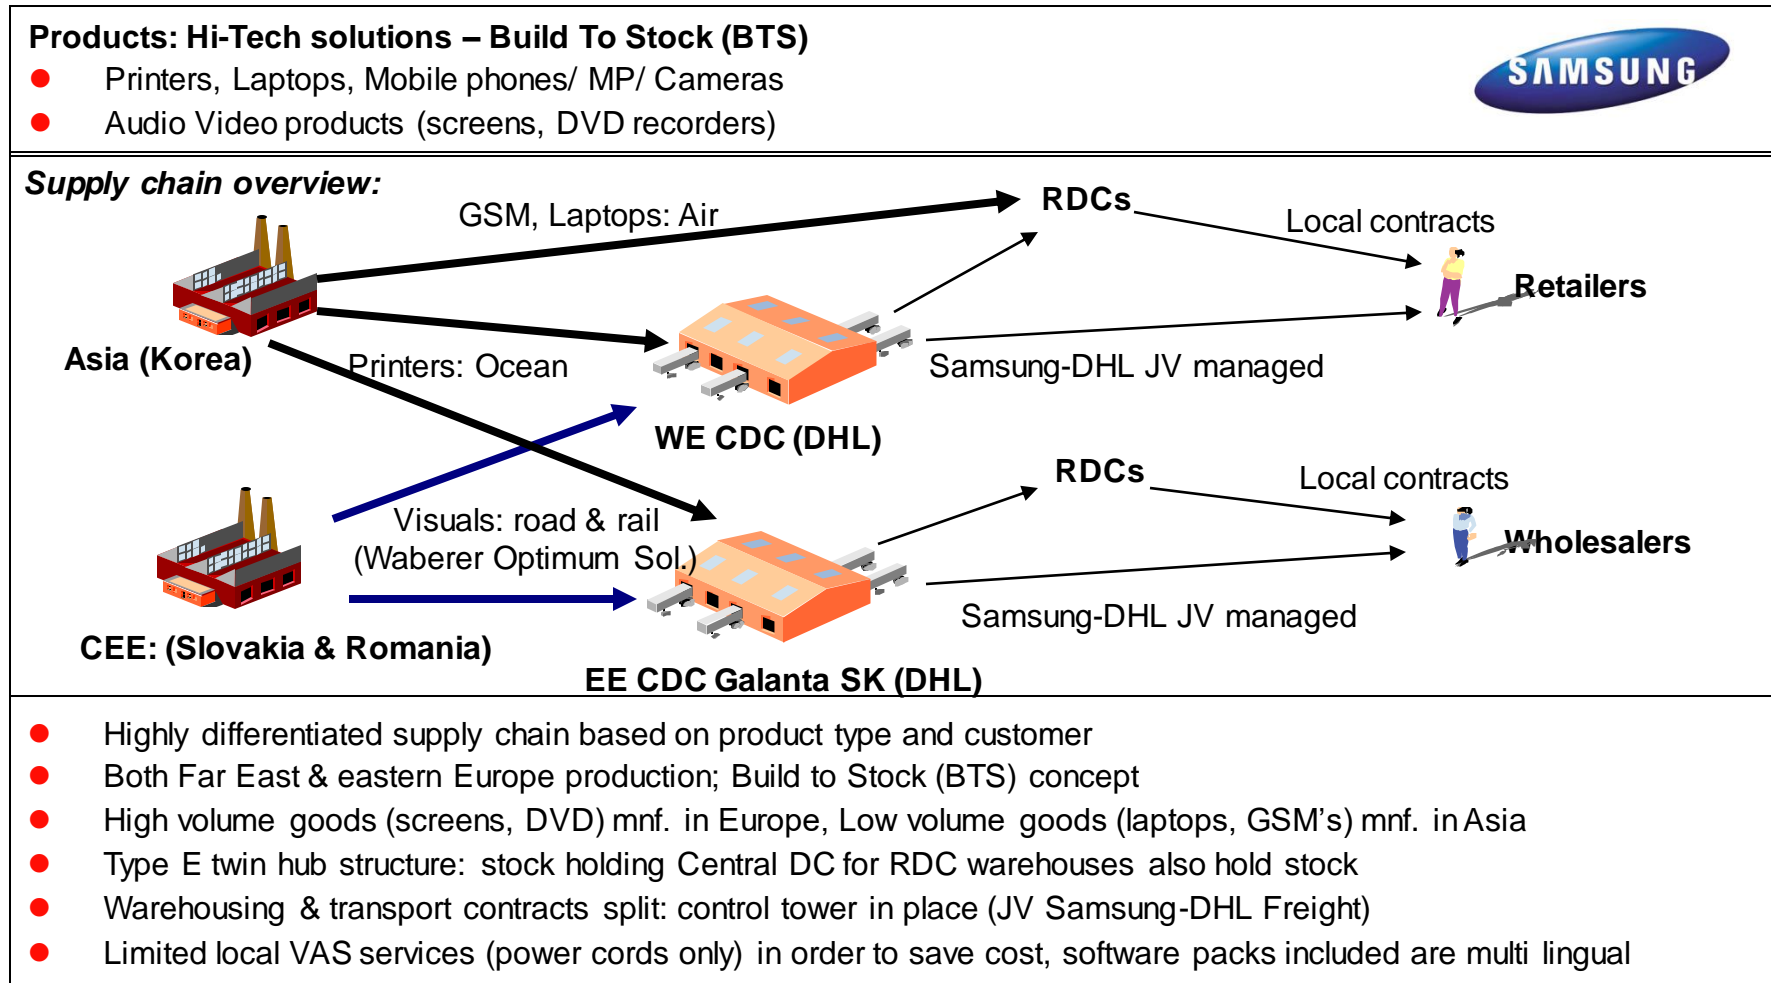 Products: Hi-Tech solutions – Build To Stock (BTS)
Printers, Laptops, Mobile phones/ MP/ Cameras
Audio Video products (screens, DVD recorders)
SAMSUNG
Supply chain overview:
GSM, Laptops: Air
RDCs
Local contracts
Retailers
Asia (Korea)
Printers: Ocean
Samsung-DHL JV managed
WE CDC (DHL)
RDCs
Local contracts
Visuals: road & rail
(Waberer Optimum Sol.)
Wholesalers
Samsung-DHL JV managed
CEE: (Slovakia & Romania)
EE CDC Galanta SK (DHL)
Highly differentiated supply chain based on product type and customer
Both Far East & eastern Europe production; Build to Stock (BTS) concept
High volume goods (screens, DVD) mnf. in Europe, Low volume goods (laptops, GSM's) mnf. in Asia
Type E twin hub structure: stock holding Central DC for RDC warehouses also hold stock
Warehousing & transport contracts split: control tower in place (JV Samsung-DHL Freight)
Limited local VAS services (power cords only) in order to save cost, software packs included are multi lingual